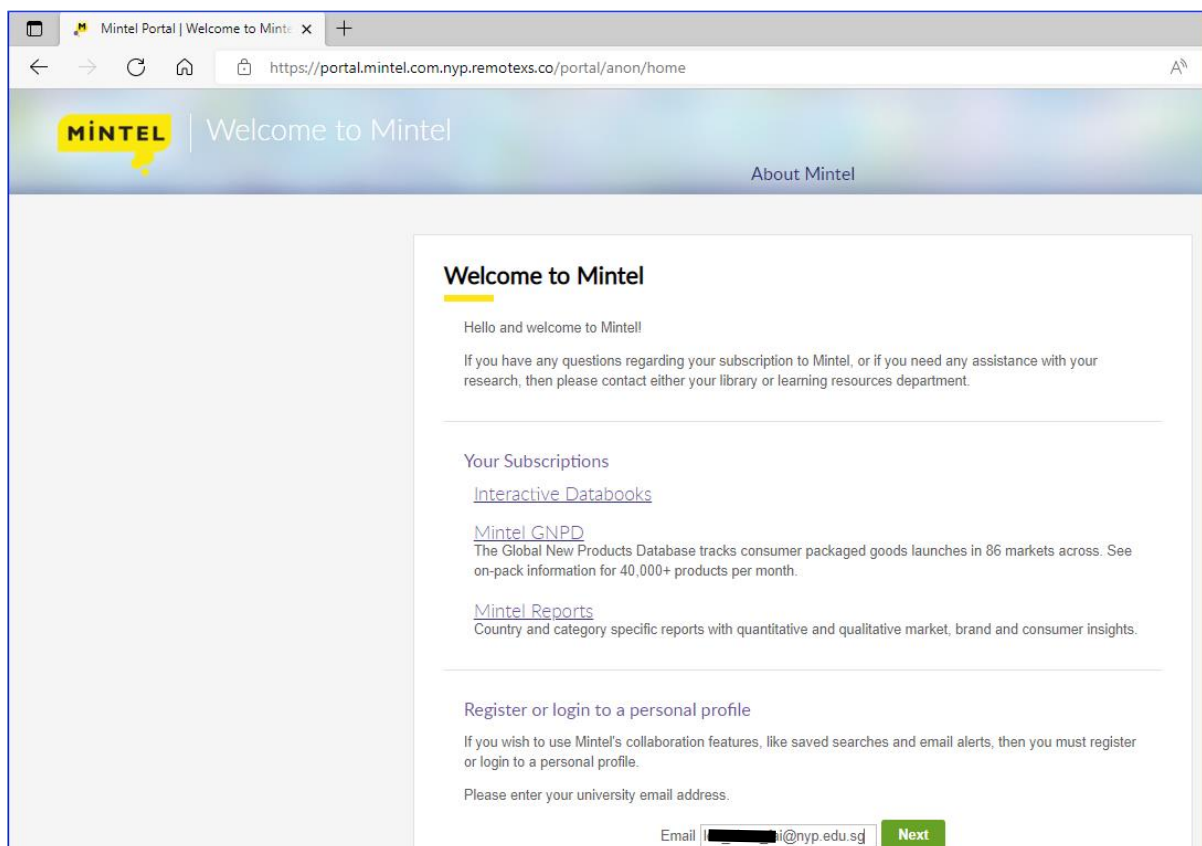 Mintel Portal | Welcome to Minte
https://portal.mintel.com.nyp.remotexs.co/portal/anon/home
MiNTEL
Welcome to Mintel
About Mintel
Welcome to Mintel
Hello and welcome to Mintel!
If you have any questions regarding your subscription to Mintel, or if you need any assistance with your
research, then please contact either your library or learning resources department.
Your Subscriptions
Interactive Databooks
Mintel GNPD
The Global New Products Database tracks consumer packaged goods launches in 86 markets across. See
on-pack information for 40,000+ products per month.
Mintel Reports
Country and category specific reports with quantitative and qualitative market, brand and consumer insights.
Register or login to a personal profile
If you wish to use Mintel's collaboration features, like saved searches and email alerts, then you must register
or login to a personal profile.
Please enter your university email address.
Email @nyp.edu.sg Next